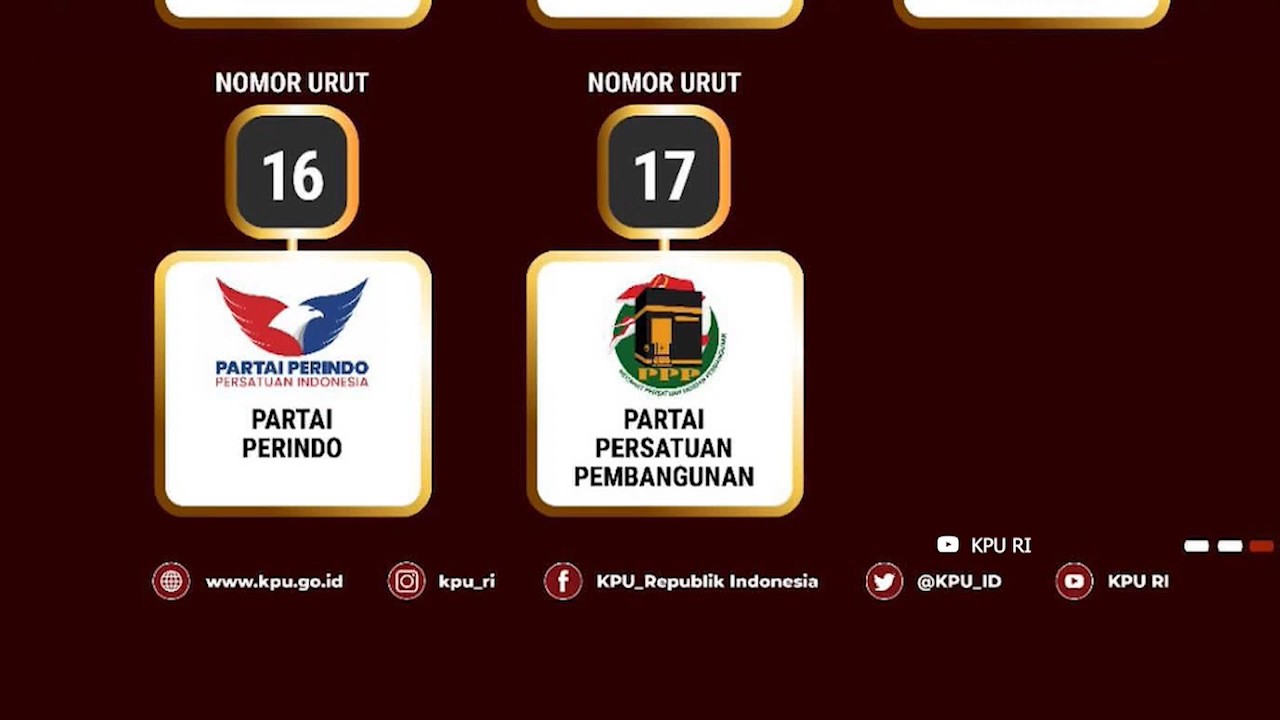 NOMOR URUT
NOMOR URUT
16
17
PARTAI PERINDO
PERSATUAN INDONESIA
PPP
PARTAI
PERINDO
PARTAI
PERSATUAN
PEMBANGUNAN
KPU RI
www.kpu.go.id
kpu_ri
KPU_Republik Indonesia
@KPU_ID
KPU RI